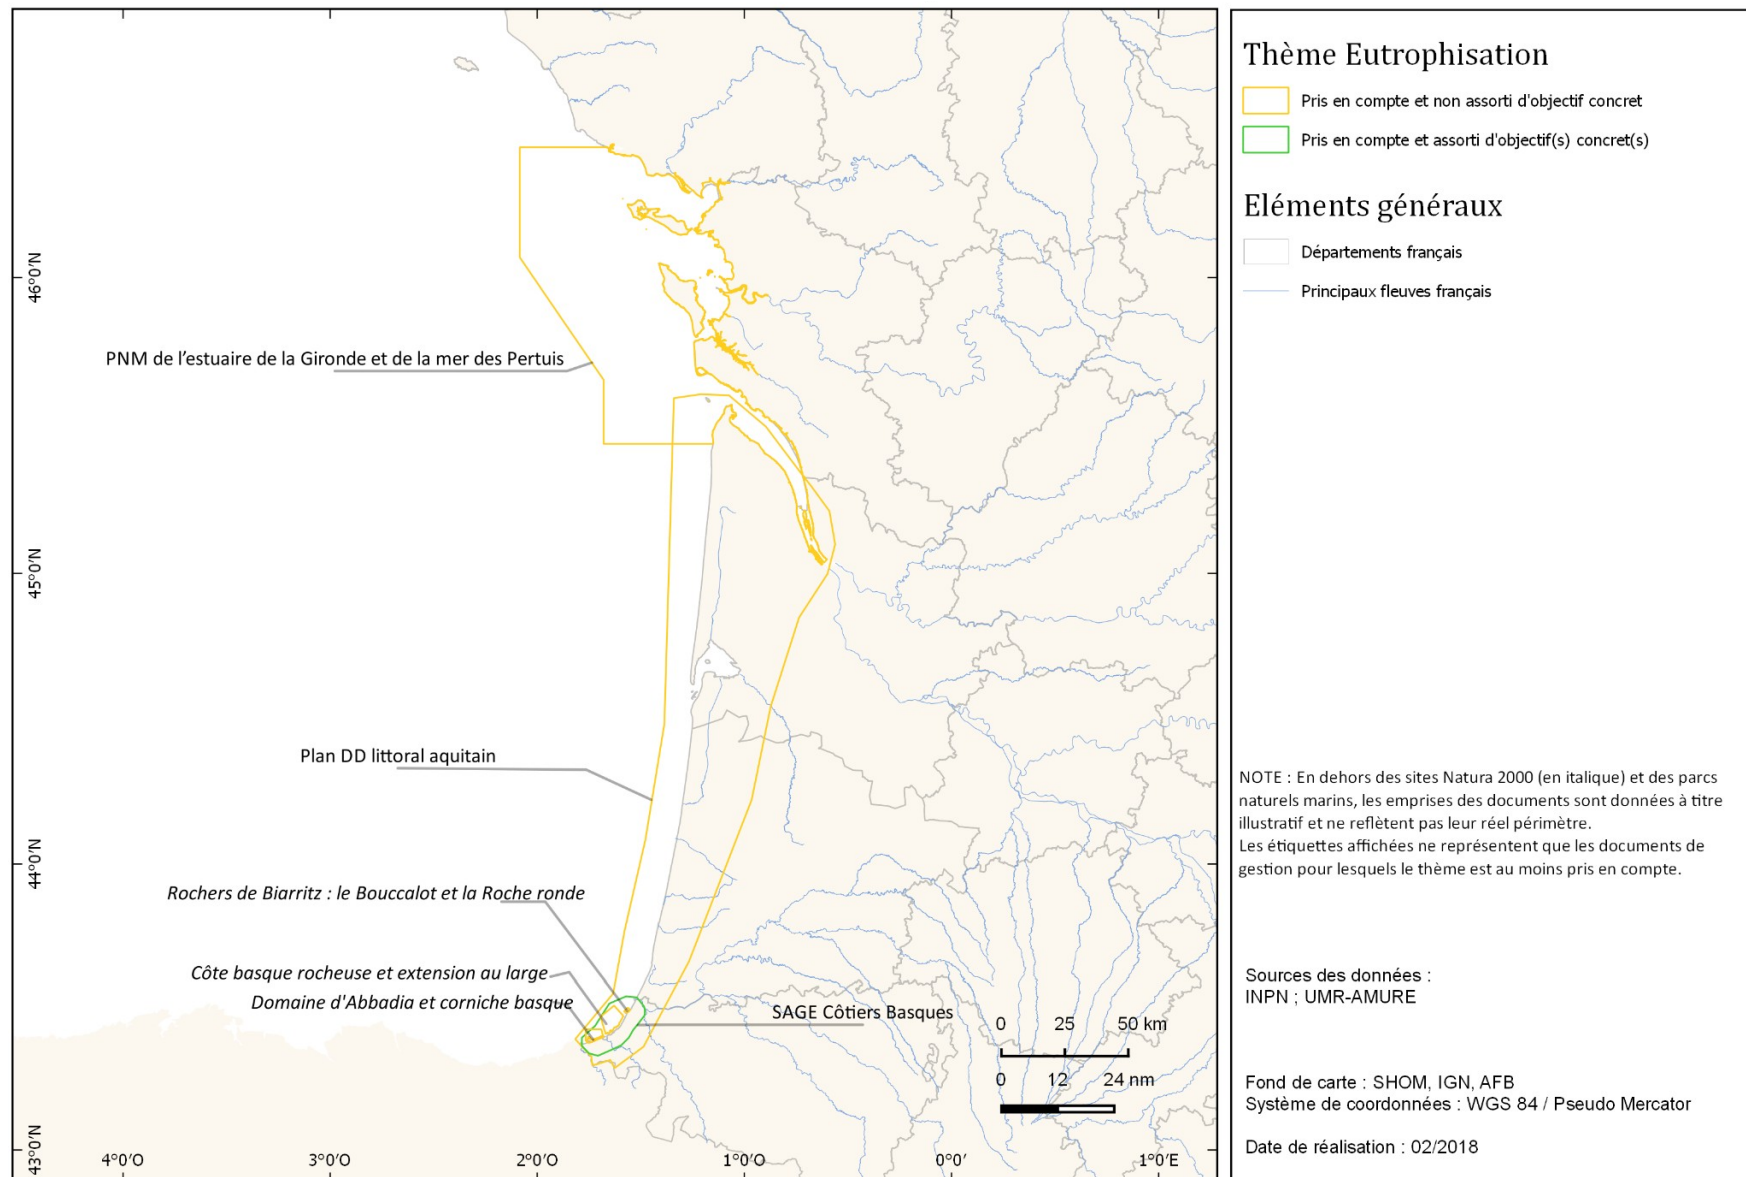 Thème Eutrophisation
Pris en compte et non assorti d'objectif concret
Pris en compte et assorti d'objectif(s) concret(s)
Eléments généraux
Départements français
Principaux fleuves français
46°0'N
45°0'N
44°0'N
43°0'N
PNM de l'estuaire de la Gironde et de la mer des Pertuis
Plan DD littoral aquitain
Rochers de Biarritz : le Bouccalot et la Roche ronde
Côte basque rocheuse et extension au large
Domaine d'Abbadia et corniche basque
SAGE Côtiers Basques
0 25 50 km
0 12 24 nm
4°0'O 3°0'O 2°0'O 1°0'O 0°0' 1°0'E
NOTE : En dehors des sites Natura 2000 (en italique) et des parcs
naturels marins, les emprises des documents sont données à titre
illustratif et ne reflètent pas leur réel périmètre.
Les étiquettes affichées ne représentent que les documents de
gestion pour lesquels le thème est au moins pris en compte.
Sources des données :
INPN ; UMR-AMURE
Fond de carte : SHOM, IGN, AFB
Système de coordonnées : WGS 84 / Pseudo Mercator
Date de réalisation : 02/2018